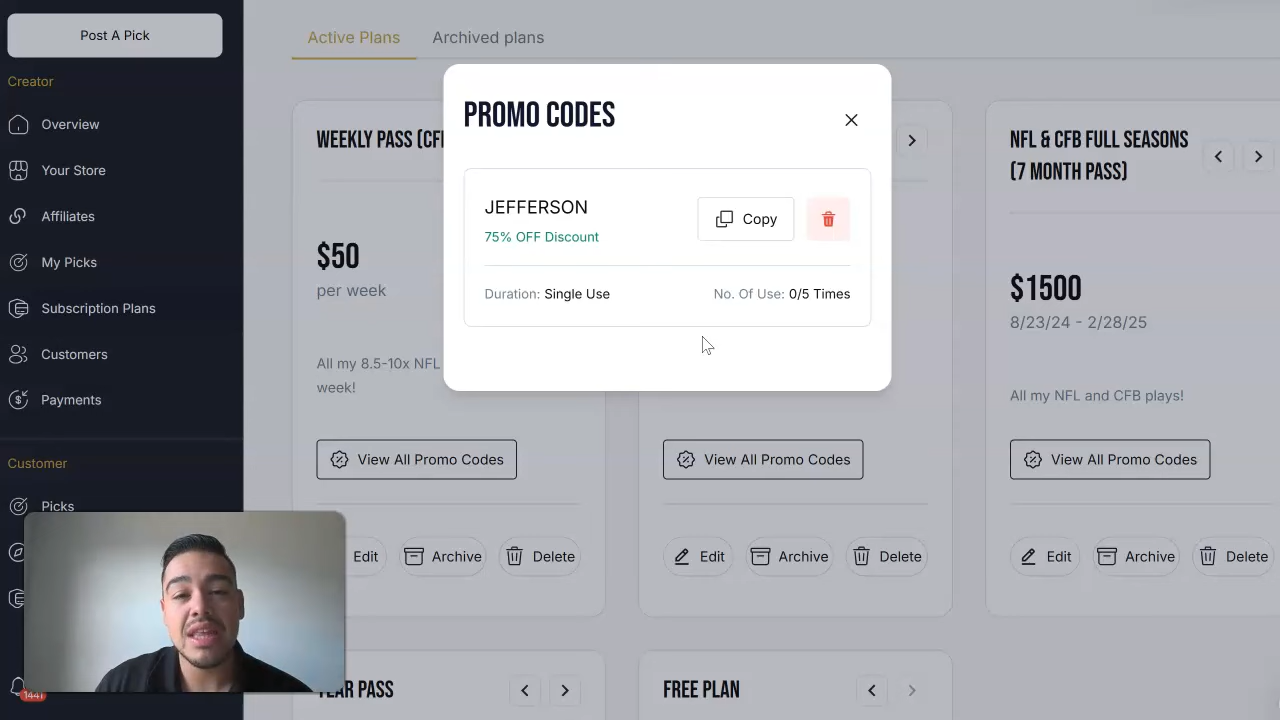 Post A Pick
Creator
Overview
Your Store
Affiliates
My Picks
Subscription Plans
Customers
Payments
Customer
Picks
1441
Active Plans
Archived plans
PROMO CODES
JEFFERSON
75% OFF Discount
Copy
Duration: Single Use
No. Of Use: 0/5 Times
WEEKLY PASS (CF
$50
per week
All my 8.5-10x NFL
week!
View All Promo Codes
Edit
Archive
Delete
View All Promo Codes
Edit
Archive
Delete
NFL & CFB FULL SEASONS
(7 MONTH PASS)
$1500
8/23/24 - 2/28/25
All my NFL and CFB plays!
View All Promo Codes
Edit
Archive
Delete
YEAR PASS
FREE PLAN